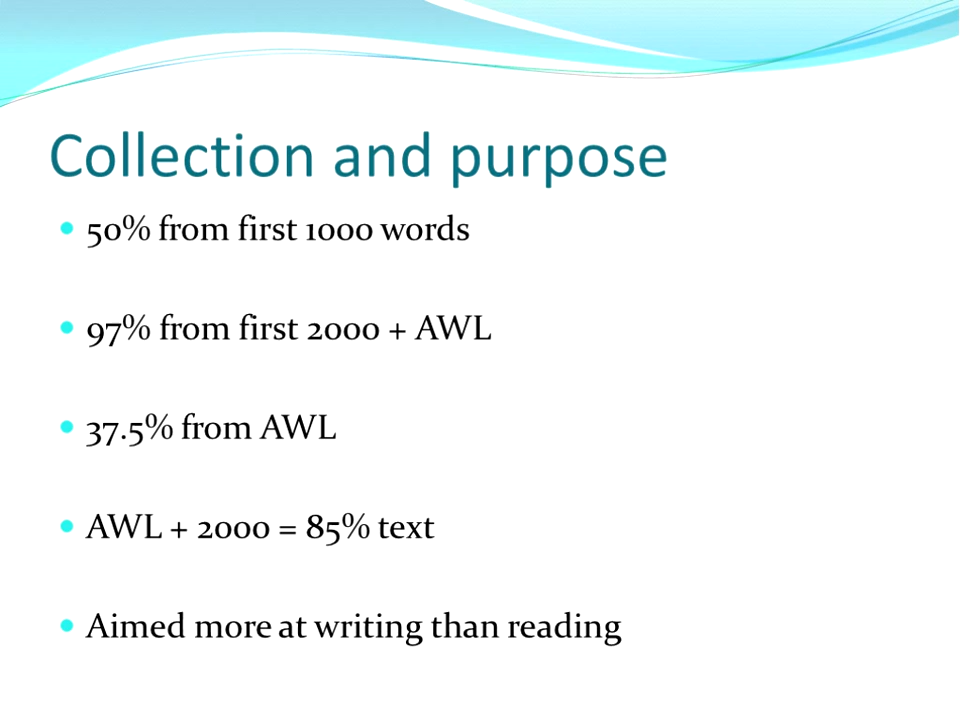 Collection and purpose
50% from first 1000 words
97% from first 2000 + AWL
37.5% from AWL
AWL + 2000 = 85% text
Aimed more at writing than reading